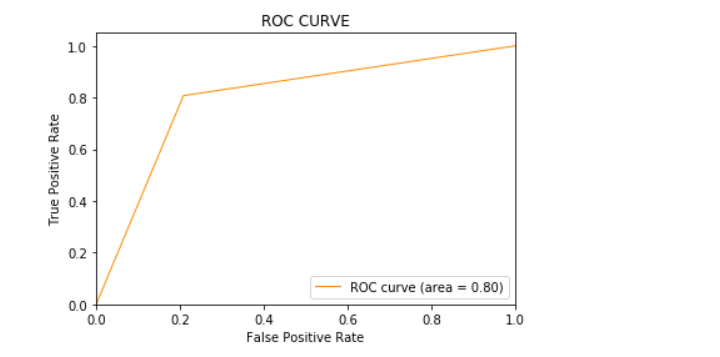 ROC CURVE
1.0
0.8
0.6
0.4
0.2
0.0
True Positive Rate
ROC curve (area = 0.80)
0.0 0.2 0.4 0.6 0.8 1.0
False Positive Rate